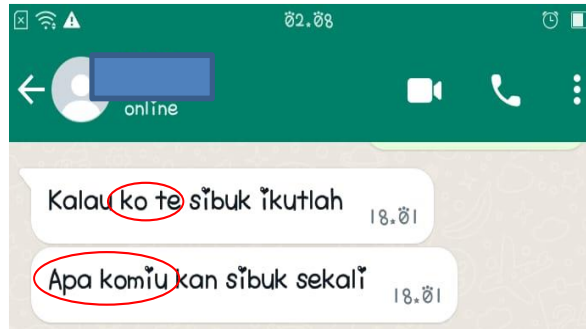 02.08
online
Kalau ko te sibuk ikutlah
18.01
Apa komiu kan sibuk sekali
18.01